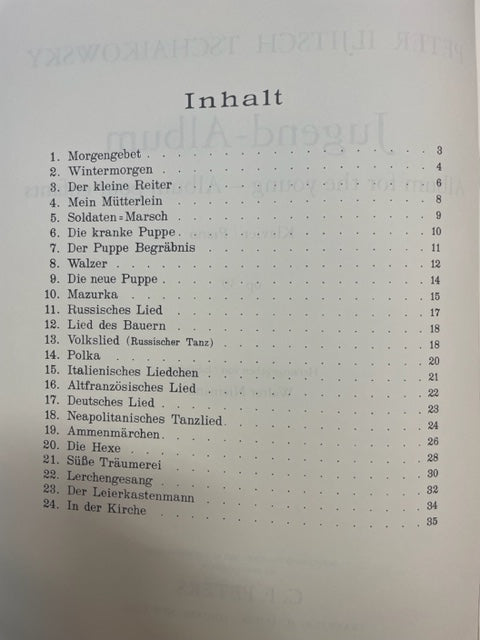 Inhalt
1. Morgengebet . . . . . . . . . . . . . . . 3
2. Wintermorgen . . . . . . . . . . . . . . . 4
3. Der kleine Reiter . . . . . . . . . . . . . . . 6
4. Mein Mütterlein . . . . . . . . . . . . . . . 8
5. Soldaten=Marsch . . . . . . . . . . . . . . . 9
6. Die kranke Puppe . . . . . . . . . . . . . . . 10
7. Der Puppe Begräbnis . . . . . . . . . . . . . . . 11
8. Walzer . . . . . . . . . . . . . . . 12
9. Die neue Puppe . . . . . . . . . . . . . . . 14
10. Mazurka . . . . . . . . . . . . . . . 15
11. Russisches Lied . . . . . . . . . . . . . . . 17
12. Lied des Bauern . . . . . . . . . . . . . . . 18
13. Volkslied (Russischer Tanz) . . . . . . . . . . . . . . . 18
14. Polka . . . . . . . . . . . . . . . 20
15. Italienisches Liedchen . . . . . . . . . . . . . . . 21
16. Altfranzösisches Lied . . . . . . . . . . . . . . . 22
17. Deutsches Lied . . . . . . . . . . . . . . . 23
18. Neapolitanisches Tanzlied . . . . . . . . . . . . . . . 24
19. Ammenmärchen . . . . . . . . . . . . . . . 26
20. Die Hexe . . . . . . . . . . . . . . . 28
21. Süße Träumerei . . . . . . . . . . . . . . . 30
22. Lerchengesang . . . . . . . . . . . . . . . 32
23. Der Leierkastenmann . . . . . . . . . . . . . . . 34
24. In der Kirche . . . . . . . . . . . . . . . 35